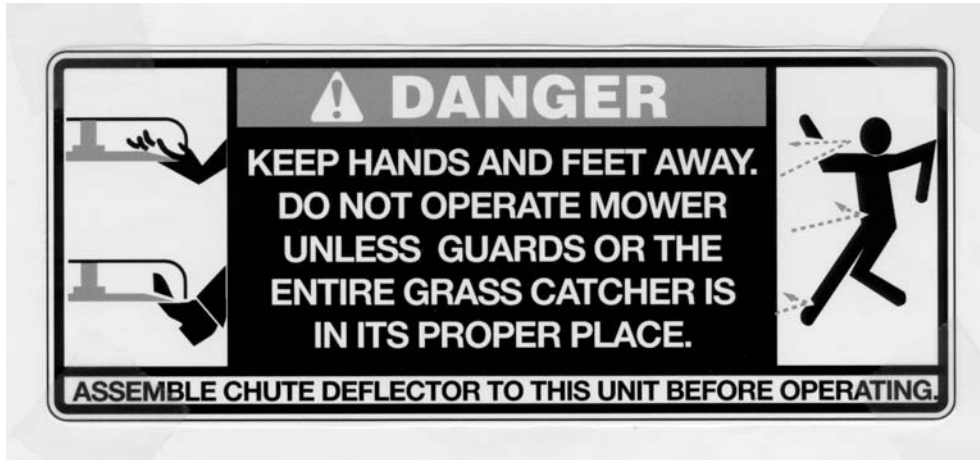 DANGER
KEEP HANDS AND FEET AWAY.
DO NOT OPERATE MOWER
UNLESS GUARDS OR THE
ENTIRE GRASS CATCHER IS
IN ITS PROPER PLACE.
ASSEMBLE CHUTE DEFLECTOR TO THIS UNIT BEFORE OPERATING.